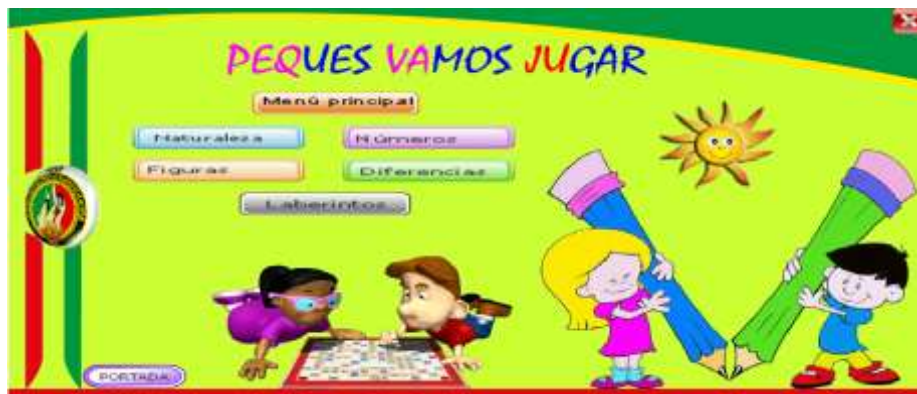 PEQUES VAMOS JUGAR
Menú principal
Naturaleza Números
Figuras Diferencias
Laberintos
PORTADA